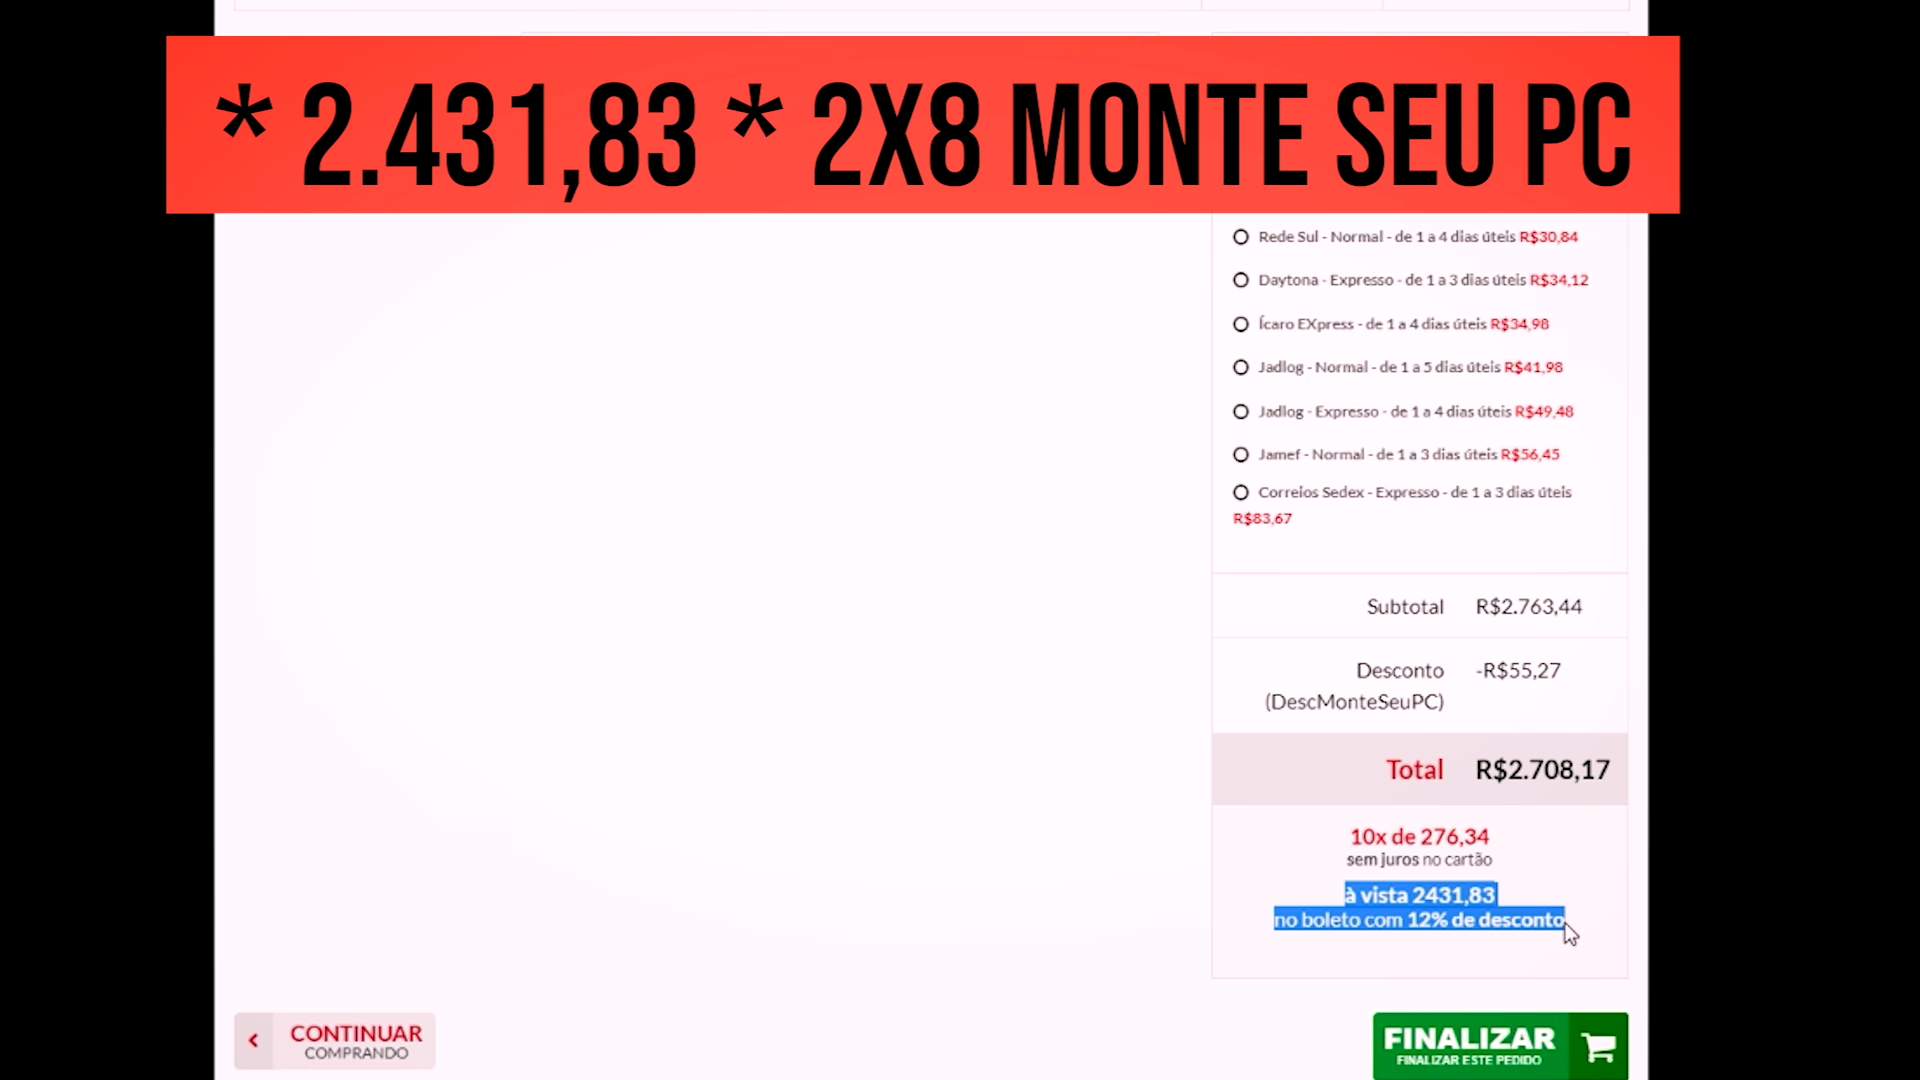 * 2.431,83 * 2X8 MONTE SEU PC
Rede Sul - Normal - de 1 a 4 dias úteis R$30,84
Daytona - Expresso - de 1 a 3 dias úteis R$34,12
Ícaro EXpress - de 1 a 4 dias úteis R$34,98
Jadlog - Normal - de 1 a 5 dias úteis R$41,98
Jadlog - Expresso - de 1 a 4 dias úteis R$49,48
Jamef - Normal - de 1 a 3 dias úteis R$56,45
Correios Sedex - Expresso - de 1 a 3 dias úteis
R$83,67
Subtotal R$2.763,44
Desconto -R$55,27
(DescMonteSeuPC)
Total R$2.708,17
10x de 276,34
sem juros no cartão
à vista 2431,83
no boleto com 12% de desconto
CONTINUAR
COMPRANDO
FINALIZAR
FINALIZAR ESTE PEDIDO